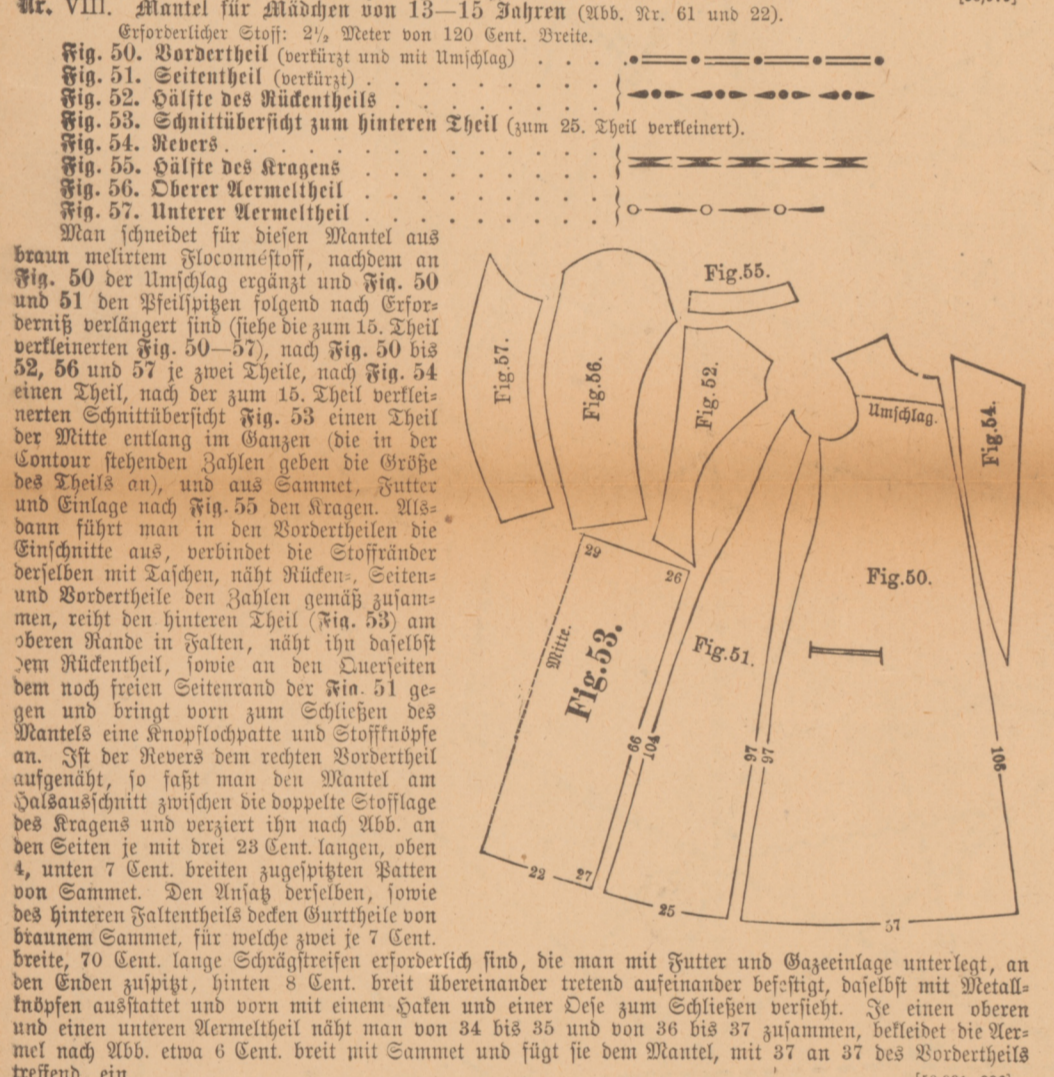 Nr. VIII. Mantel für Mädchen von 13—15 Jahren (Abb. Nr. 61 und 22).
Erforderlicher Stoff: 2½ Meter von 120 Cent. Breite.
Fig. 50. Vordertheil (verkürzt und mit Umschlag) . . .
Fig. 51. Seitentheil (verkürzt) . . . . . . . . .
Fig. 52. Hälfte des Rückentheils . . . . . . . .
Fig. 53. Schnittübersicht zum hinteren Theil (zum 25. Theil verkleinert).
Fig. 54. Revers . . . . . . . . . . . . . .
Fig. 55. Hälfte des Kragens . . . . . . . . .
Fig. 56. Oberer Aermeltheil . . . . . . . . .
Fig. 57. Unterer Aermeltheil . . . . . . . . .
Man schneidet für diesen Mantel aus
braun melirtem Floconnéstoff, nachdem an
Fig. 50 der Umschlag ergänzt und Fig. 50
und 51 den Pfeilspitzen folgend nach Erfor-
derniß verlängert sind (siehe die zum 15. Theil
verkleinerten Fig. 50—57), nach Fig. 50 bis
52, 56 und 57 je zwei Theile, nach Fig. 54
einen Theil, nach der zum 15. Theil verklei-
nerten Schnittübersicht Fig. 53 einen Theil
der Mitte entlang im Ganzen (die in der
Contour stehenden Zahlen geben die Größe
des Theils an), und aus Sammet, Futter
und Einlage nach Fig. 55 den Kragen. Als-
dann führt man in den Vordertheilen die
Einschnitte aus, verbindet die Stoffränder
derselben mit Taschen, näht Rücken-, Seiten-
und Vordertheile den Zahlen gemäß zusam-
men, reiht den hinteren Theil (Fig. 53) am
oberen Rande in Falten, näht ihn daselbst
dem Rückentheil, sowie an den Querseiten
dem noch freien Seitenrand der Fig. 51 ge-
gen und bringt vorn zum Schließen des
Mantels eine Knopflochpatte und Stoffknöpfe
an. Ist der Revers dem rechten Vordertheil
aufgenäht, so faßt man den Mantel am
Halsausschnitt zwischen die doppelte Stofflage
des Kragens und verziert ihn nach Abb. an
den Seiten je mit drei 23 Cent. langen, oben
4, unten 7 Cent. breiten zugespitzten Patten
von Sammet. Den Ansatz derselben, sowie
des hinteren Faltentheils decken Gurttheile von
braunem Sammet, für welche zwei je 7 Cent.
breite, 70 Cent. lange Schrägstreifen erforderlich sind, die man mit Futter und Gazeeinlage unterlegt, an
den Enden zuspitzt, hinten 8 Cent. breit übereinander tretend aufeinander befestigt, daselbst mit Metall-
knöpfen ausstattet und vorn mit einem Haken und einer Oese zum Schließen versieht. Je einen oberen
und einen unteren Aermeltheil näht man von 34 bis 35 und von 36 bis 37 zusammen, bekleidet die Aer-
mel nach Abb. etwa 6 Cent. breit mit Sammet und fügt sie dem Mantel, mit 37 an 37 des Vordertheils
treffend, ein.
Fig.57.
Fig.56.
Fig.55.
Fig.52.
Umschlag.
Fig.54.
29
26
Mitte.
Fig.53.
Fig.51.
Fig.50.
66
104
97
97
106
22
27
25
57